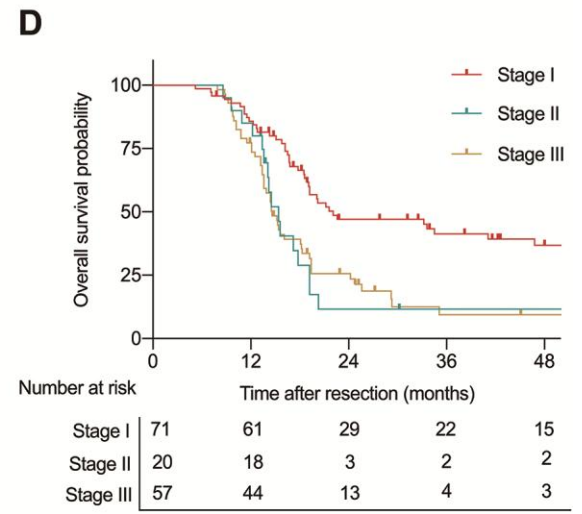 D
Overall survival probability
100
75
50
25
0
0 12 24 36 48
Time after resection (months)
Stage I
Stage II
Stage III
Number at risk
Stage I 71 61 29 22 15
Stage II 20 18 3 2 2
Stage III 57 44 13 4 3